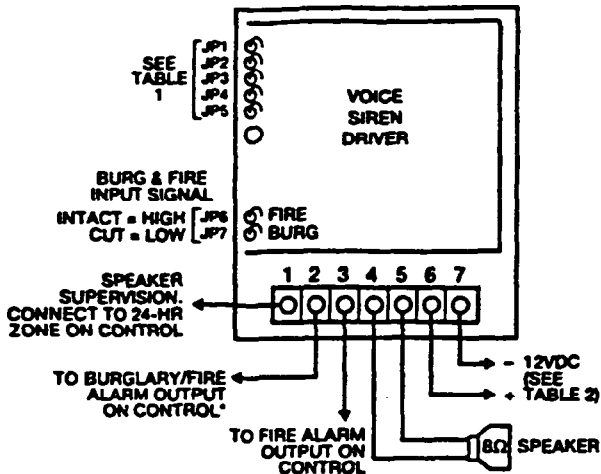 SEE
TABLE
1
JP1
JP2
JP3
JP4
JP5
VOICE
SIREN
DRIVER
BURG & FIRE
INPUT SIGNAL
INTACT = HIGH
CUT = LOW
JP6
JP7
FIRE
BURG
1 2 3 4 5 6 7
SPEAKER
SUPERVISION.
CONNECT TO 24-HR
ZONE ON CONTROL
TO BURGLARY/FIRE
ALARM OUTPUT
ON CONTROL*
TO FIRE ALARM
OUTPUT ON
CONTROL
- 12VDC
(SEE
+ TABLE 2)
8Ω SPEAKER